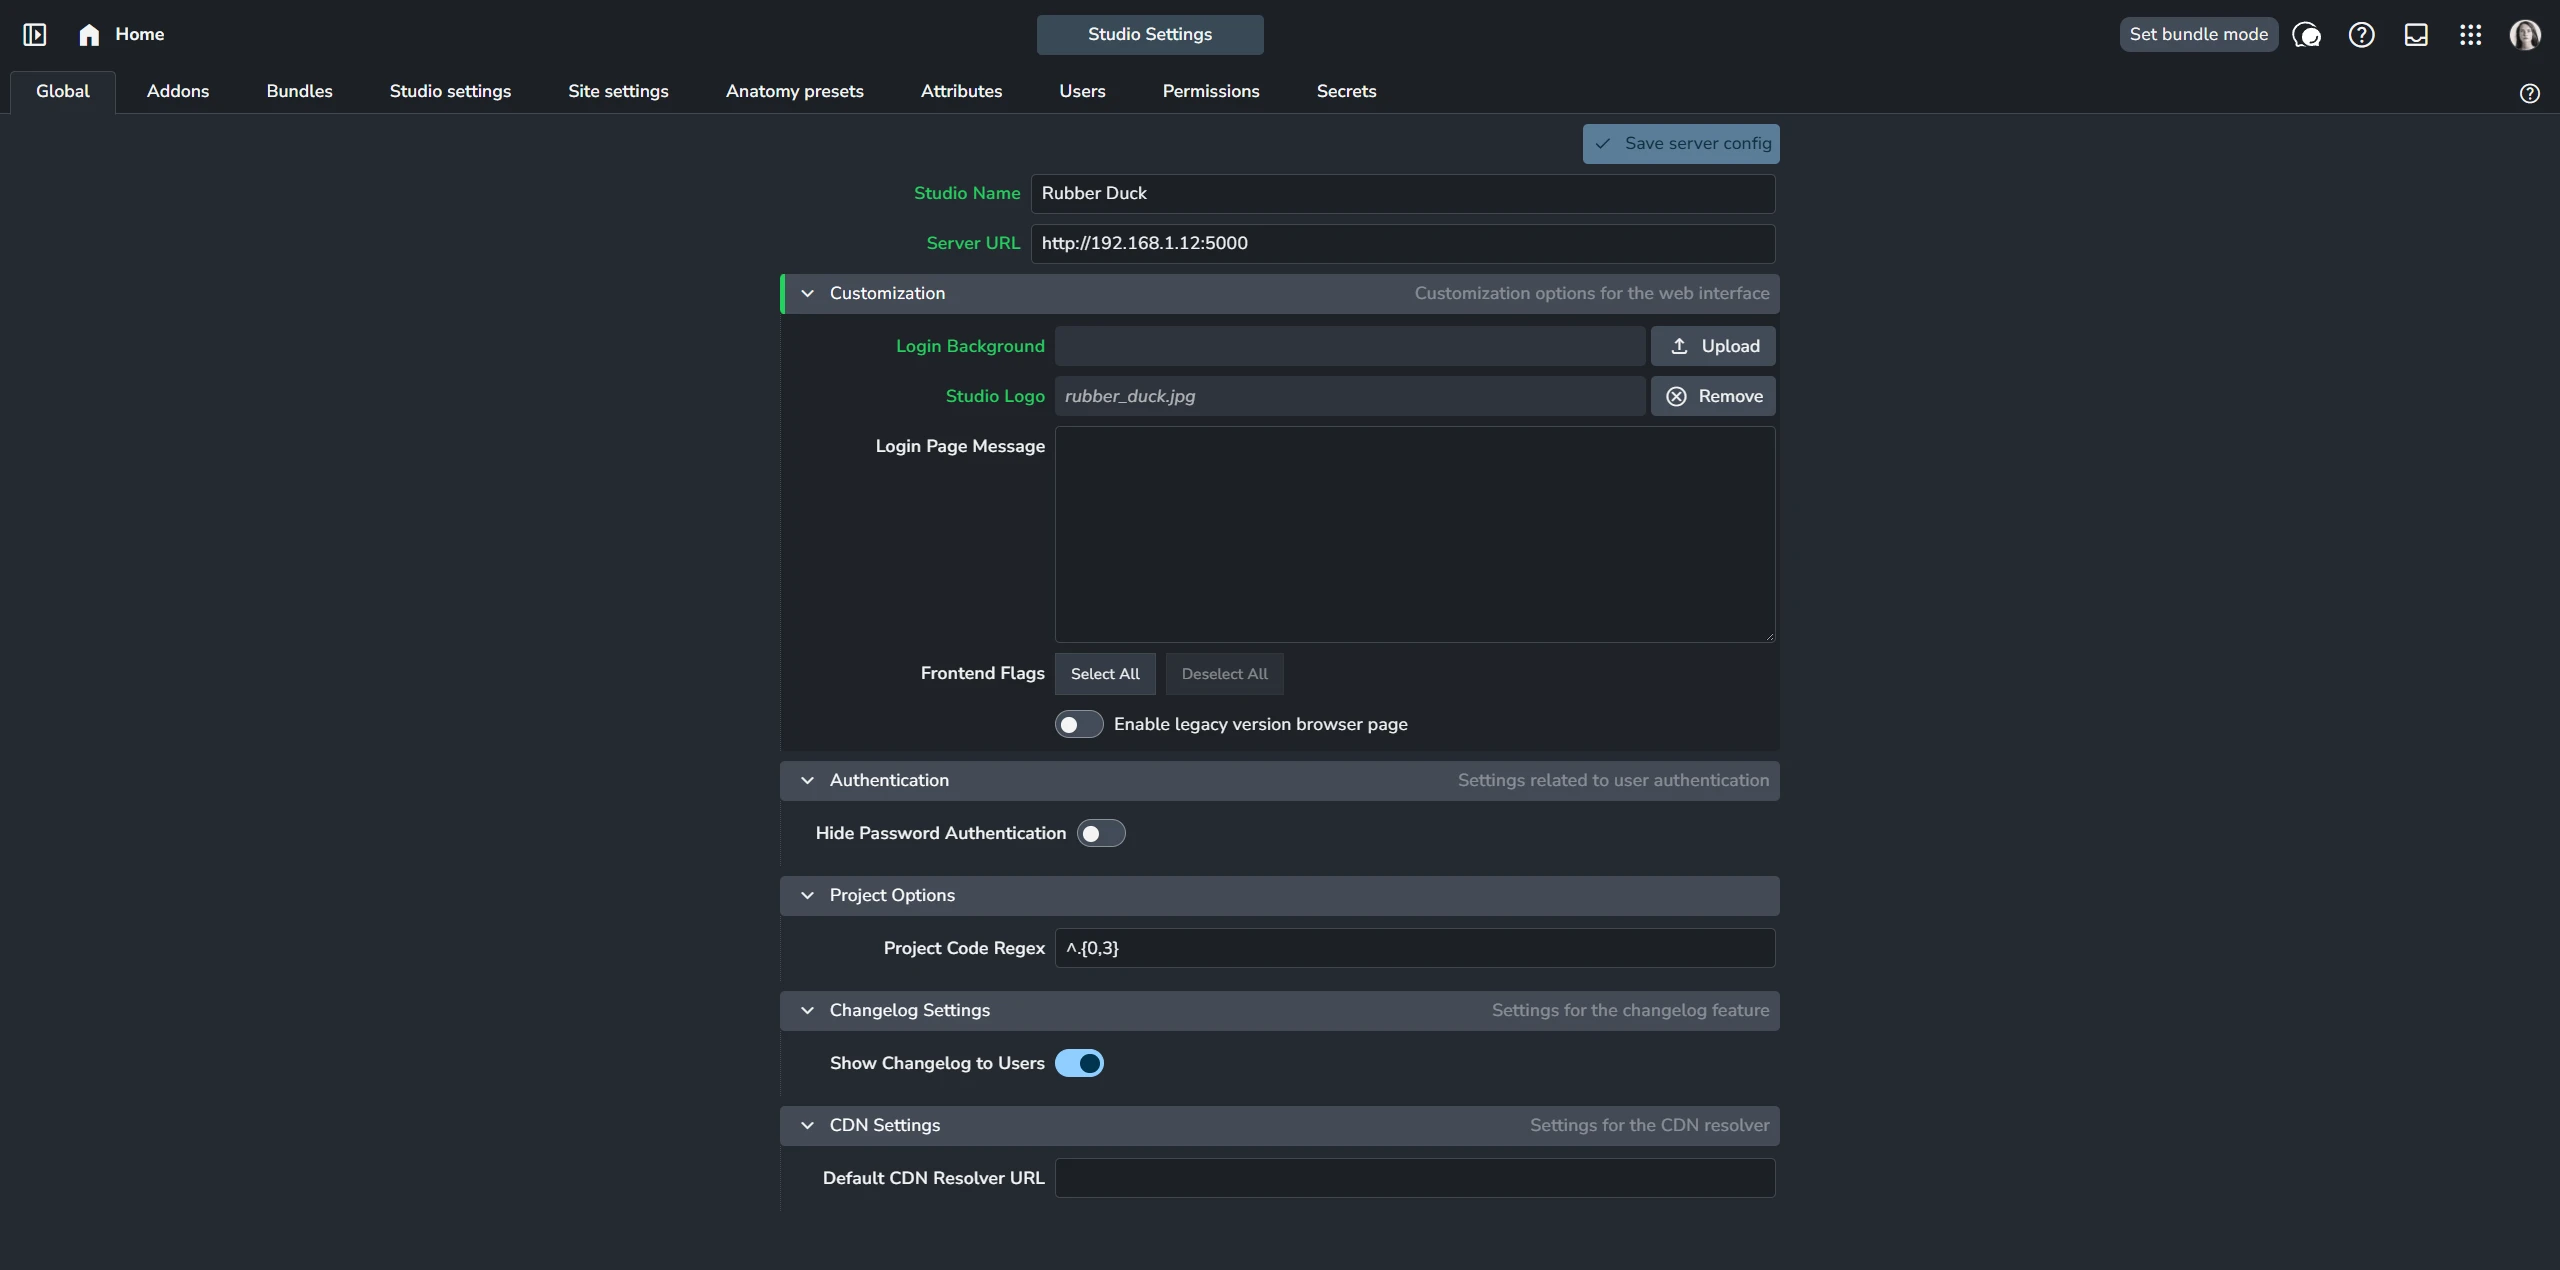 Home
Studio Settings
Set bundle mode
Global Addons Bundles Studio settings Site settings Anatomy presets Attributes Users Permissions Secrets
Save server config
Studio Name Rubber Duck
Server URL http://192.168.1.12:5000
Customization Customization options for the web interface
Login Background Upload
Studio Logo rubber_duck.jpg Remove
Login Page Message
Frontend Flags Select All Deselect All
Enable legacy version browser page
Authentication Settings related to user authentication
Hide Password Authentication
Project Options
Project Code Regex ^.{0,3}
Changelog Settings Settings for the changelog feature
Show Changelog to Users
CDN Settings Settings for the CDN resolver
Default CDN Resolver URL